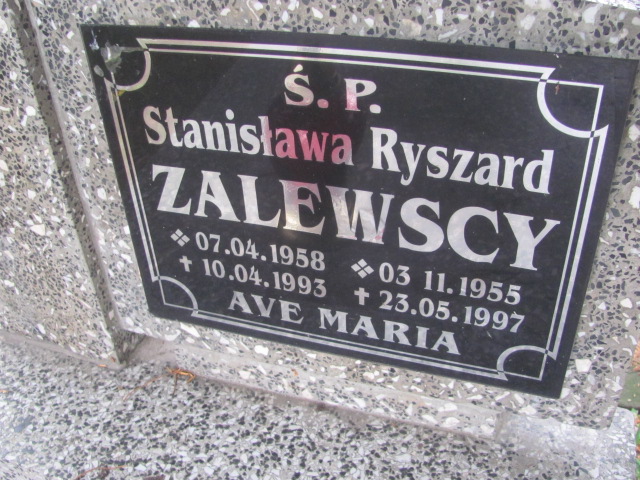 Ś. P.
Stanisława Ryszard
ZALEWSCY
07.04.1958 03 11.1955
10.04.1993 23.05.1997
AVE MARIA